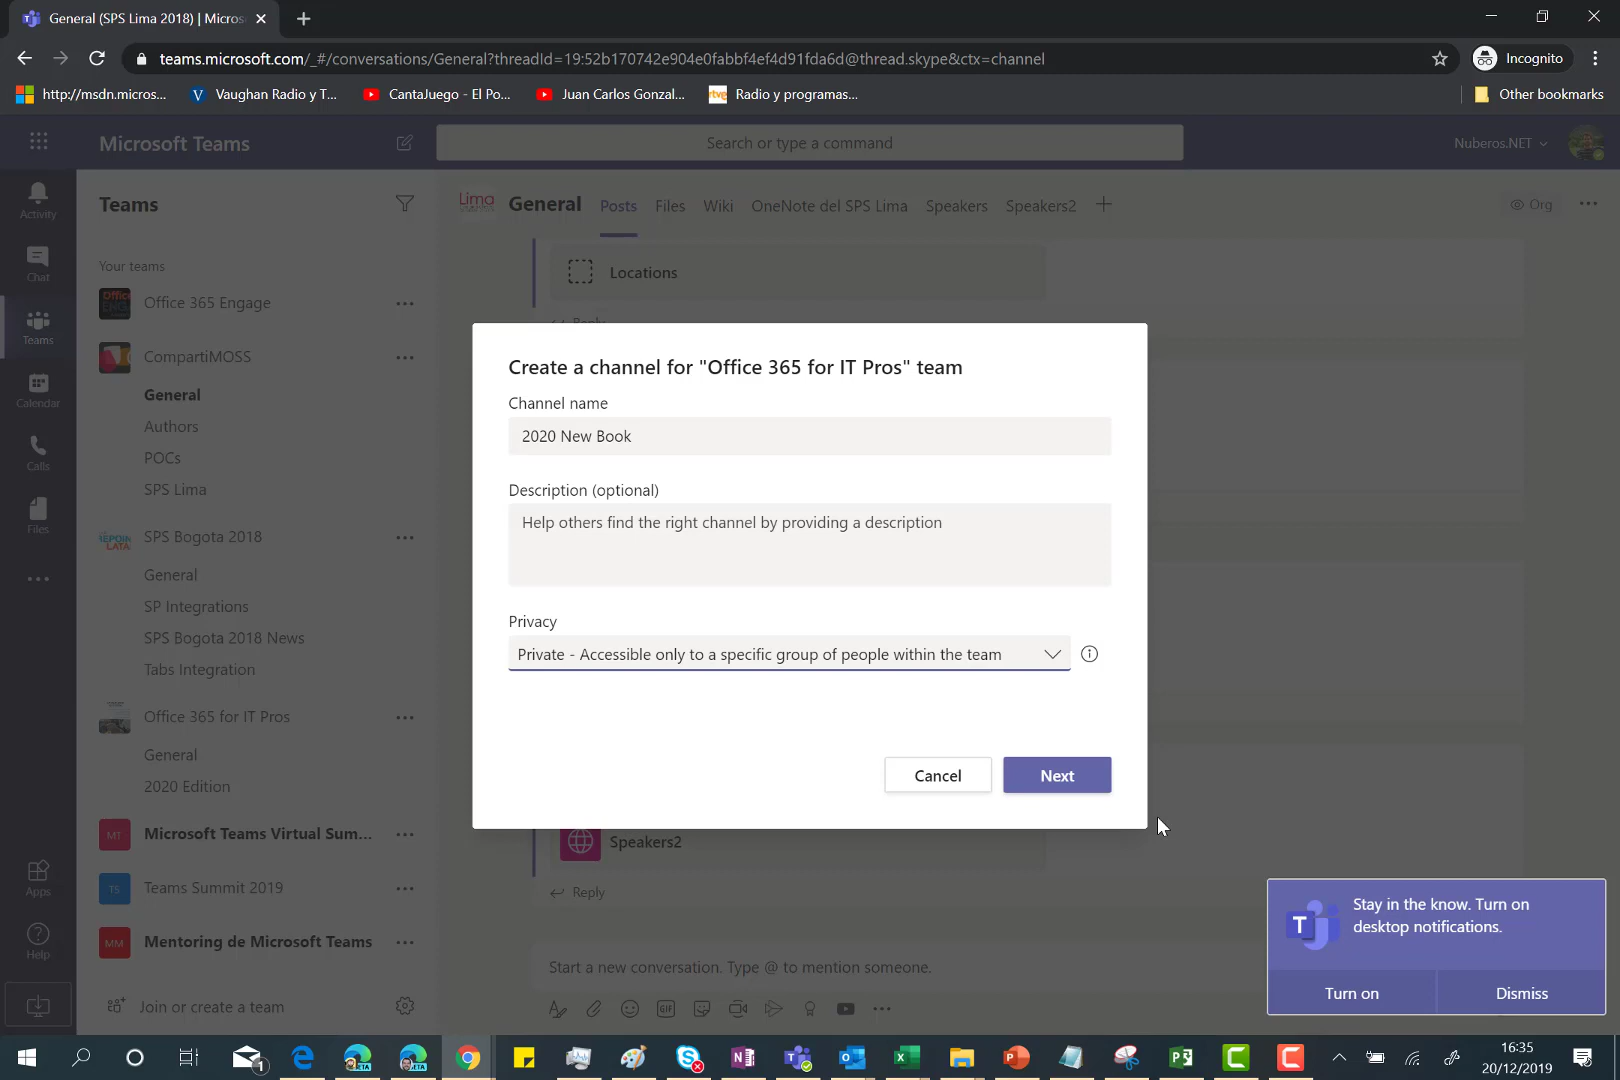 General (SPS Lima 2018) | Micros
teams.microsoft.com/_#/conversations/General?threadId=19:52b170742e904e0fabbf4ef4d91fda6d@thread.skype&ctx=channel
Incognito
http://msdn.micros...
Vaughan Radio y T...
CantaJuego - El Po...
Juan Carlos Gonzal...
Radio y programas...
Other bookmarks
Microsoft Teams
Search or type a command
Nuberos.NET
Activity
Chat
Teams
Calendar
Calls
Files
Apps
Help
Teams
Your teams
Office 365 Engage
CompartiMOSS
General
Authors
POCs
SPS Lima
SPS Bogota 2018
General
SP Integrations
SPS Bogota 2018 News
Tabs Integration
Office 365 for IT Pros
General
2020 Edition
MT
Microsoft Teams Virtual Sum...
TS
Teams Summit 2019
MM
Mentoring de Microsoft Teams
Join or create a team
Lima
General
Posts
Files
Wiki
OneNote del SPS Lima
Speakers
Speakers2
Org
Locations
Reply
Create a channel for "Office 365 for IT Pros" team
Channel name
2020 New Book
Description (optional)
Help others find the right channel by providing a description
Privacy
Private - Accessible only to a specific group of people within the team
Cancel
Next
Speakers2
Reply
Start a new conversation. Type @ to mention someone.
GIF
Stay in the know. Turn on
desktop notifications.
Turn on
Dismiss
16:35
20/12/2019